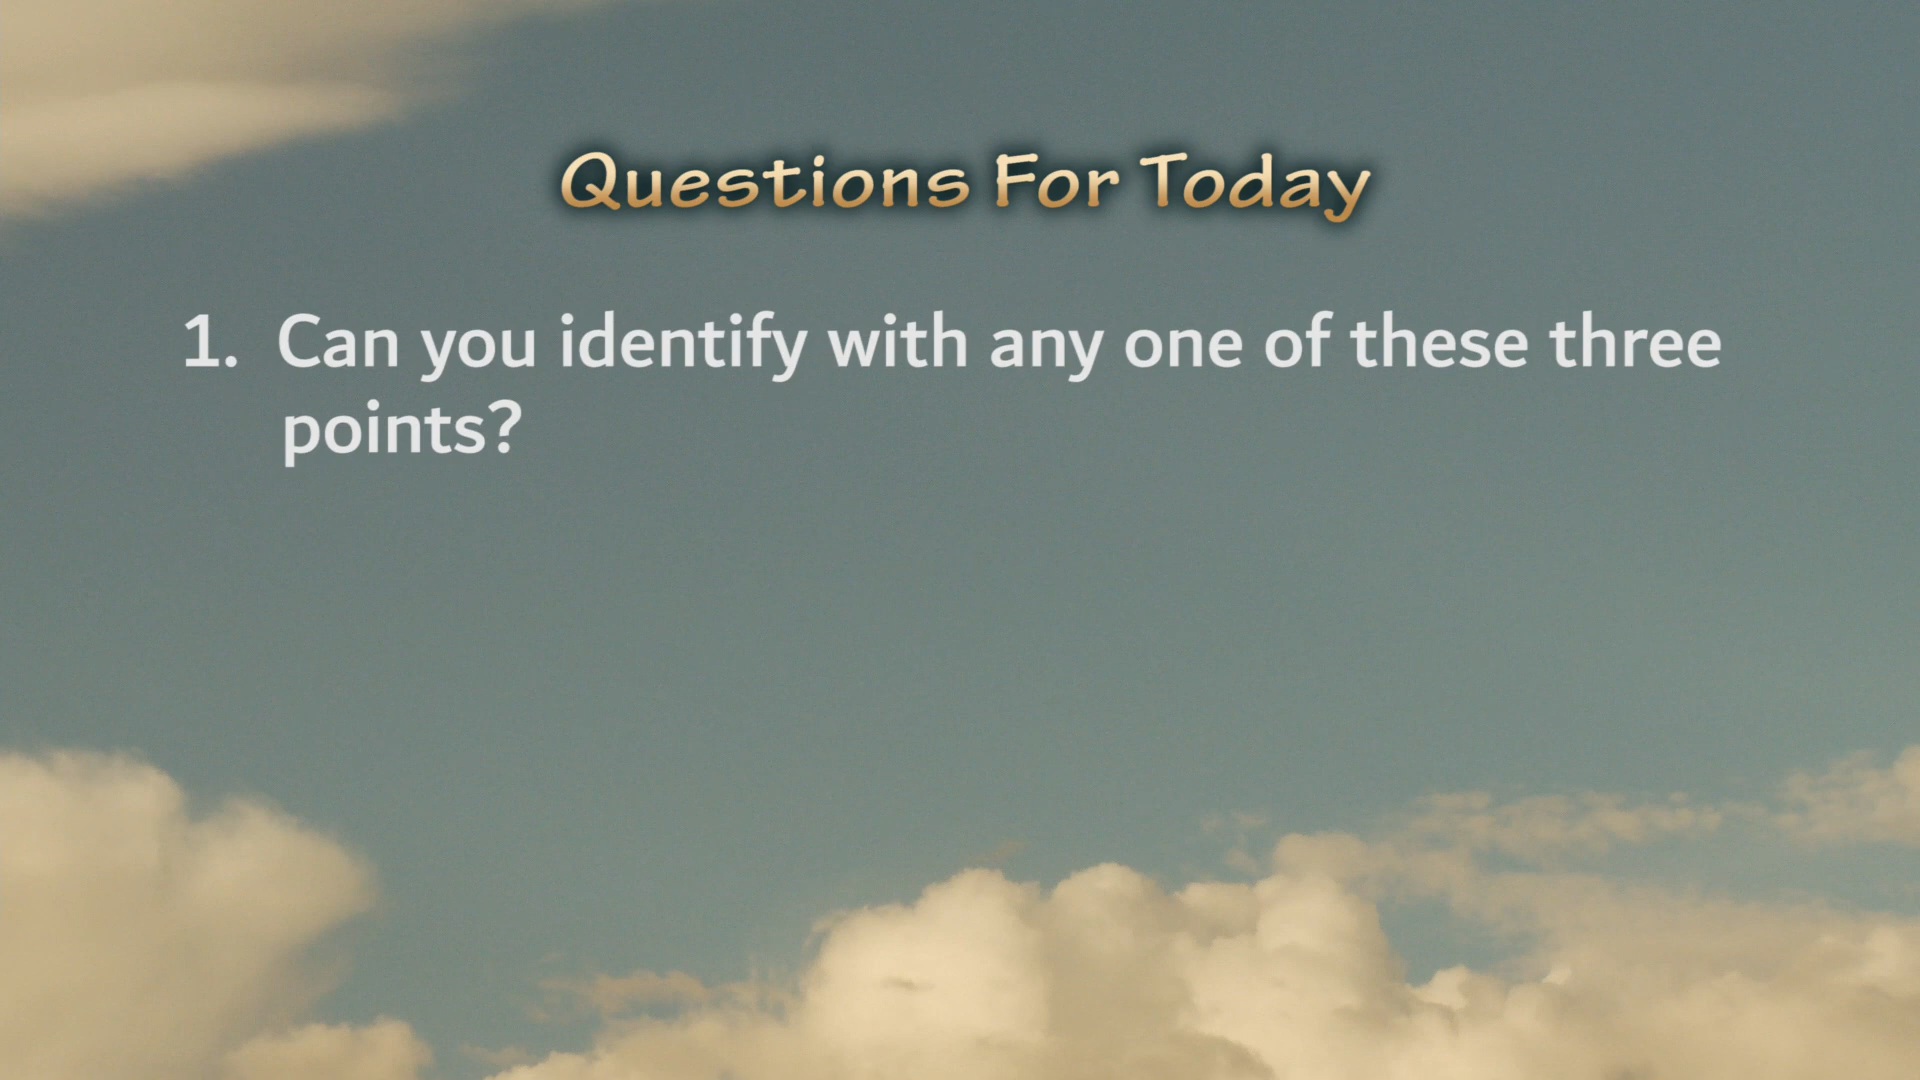 Questions For Today
1. Can you identify with any one of these three
points?